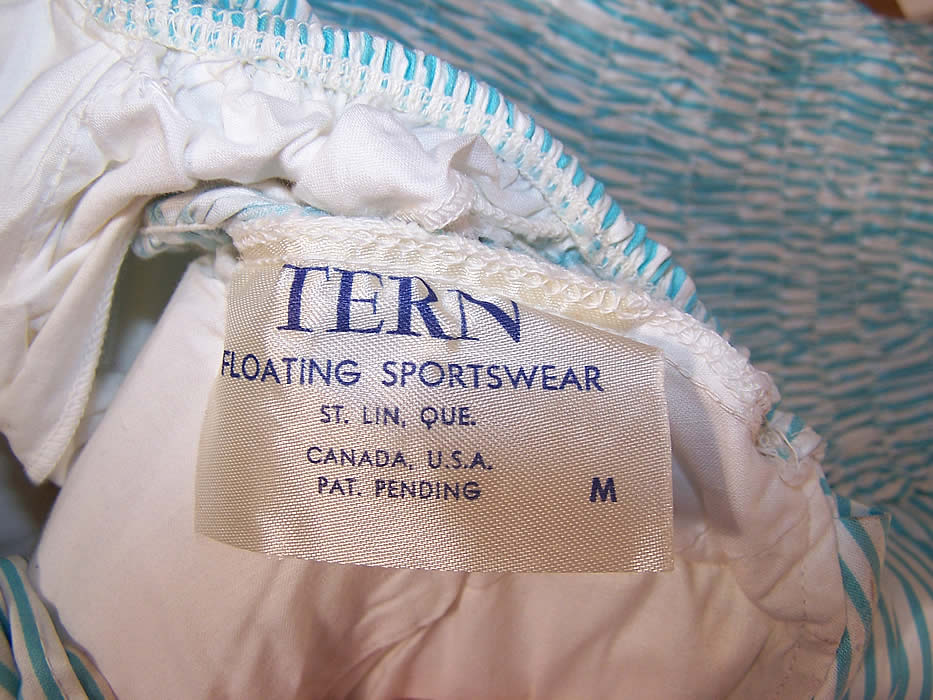 TERN
FLOATING SPORTSWEAR
ST. LIN, QUE.
CANADA, U.S.A.
PAT. PENDING
M